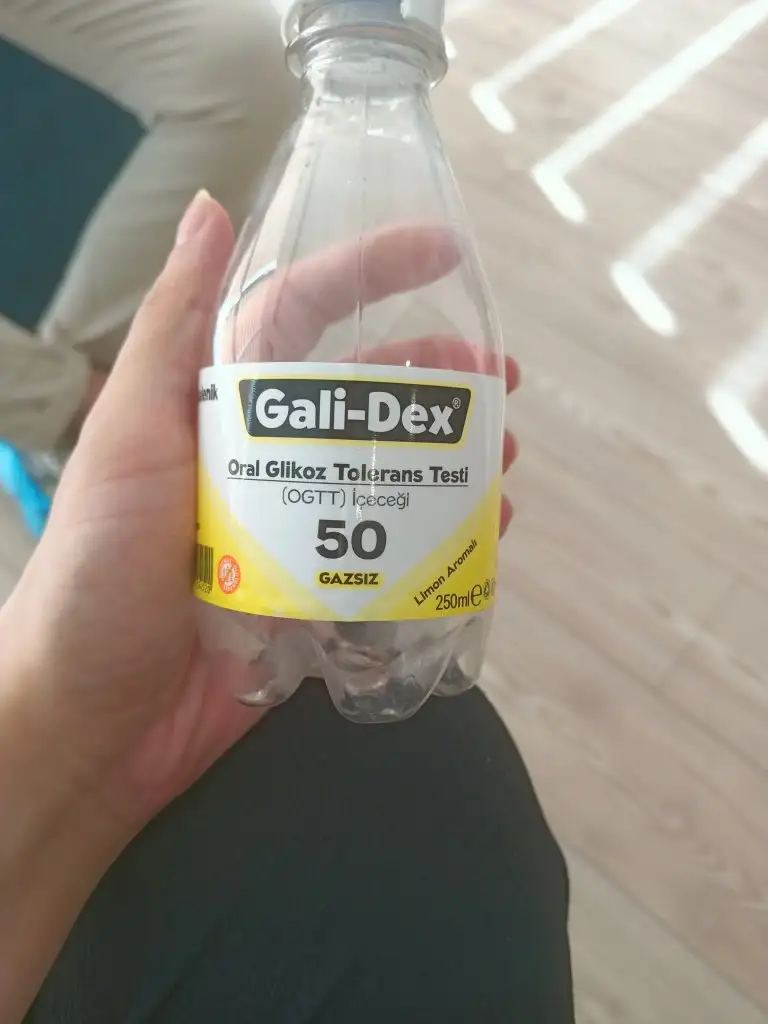 Gali-Dex®
Oral Glikoz Tolerans Testi
(OGTT) İçeceği
50
GAZSIZ
Limon Aromalı
250ml℮